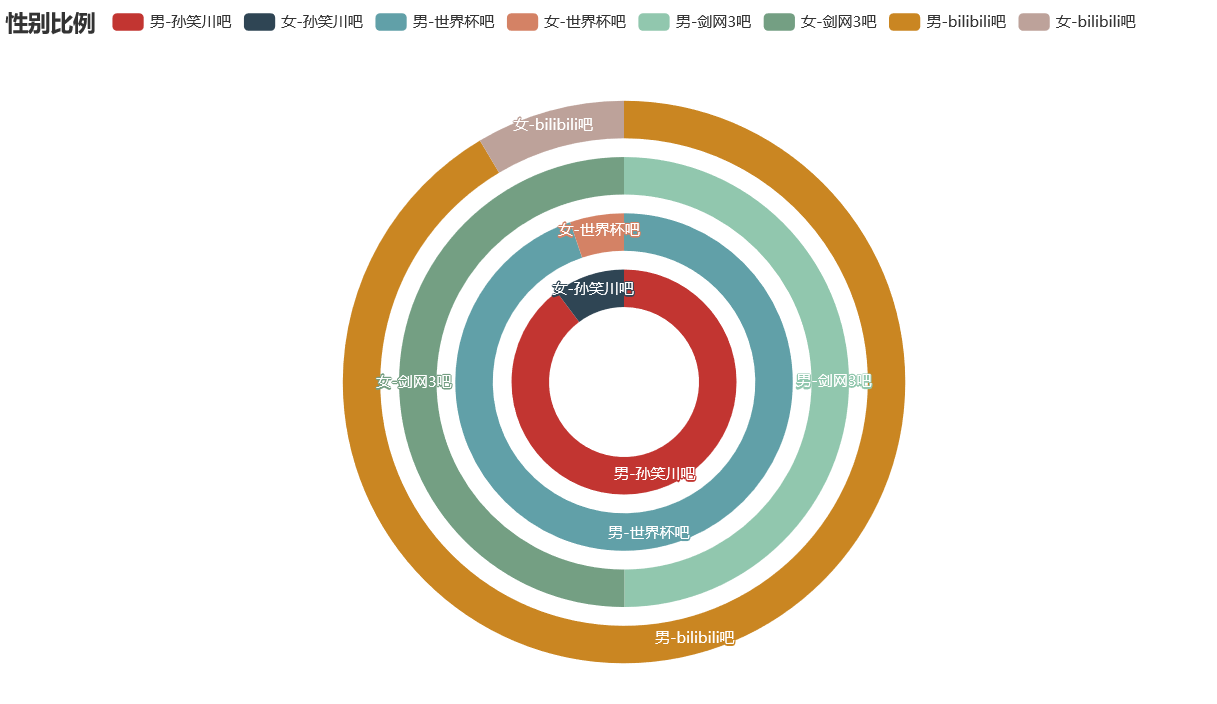 性别比例 男-孙笑川吧 女-孙笑川吧 男-世界杯吧 女-世界杯吧 男-剑网3吧 女-剑网3吧 男-bilibili吧 女-bilibili吧
女-bilibili吧
女-世界杯吧
女-孙笑川吧
女-剑网3吧 男-剑网3吧
男-孙笑川吧
男-世界杯吧
男-bilibili吧